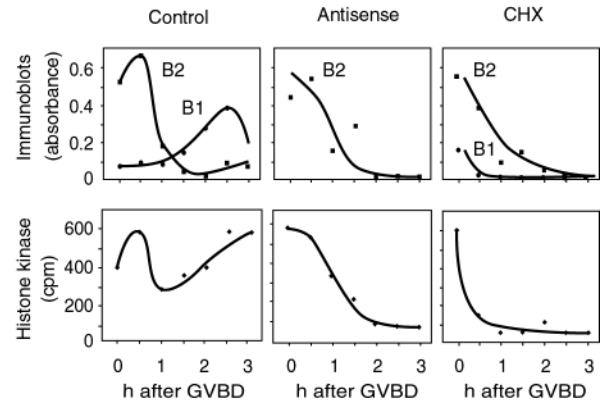 Control Antisense CHX
Immunoblots
(absorbance)
0.6
0.4
0.2
0
B2
B1
B2
B2
B1
Histone kinase
(cpm)
600
400
200
0
0 1 2 3 0 1 2 3 0 1 2 3
h after GVBD h after GVBD h after GVBD